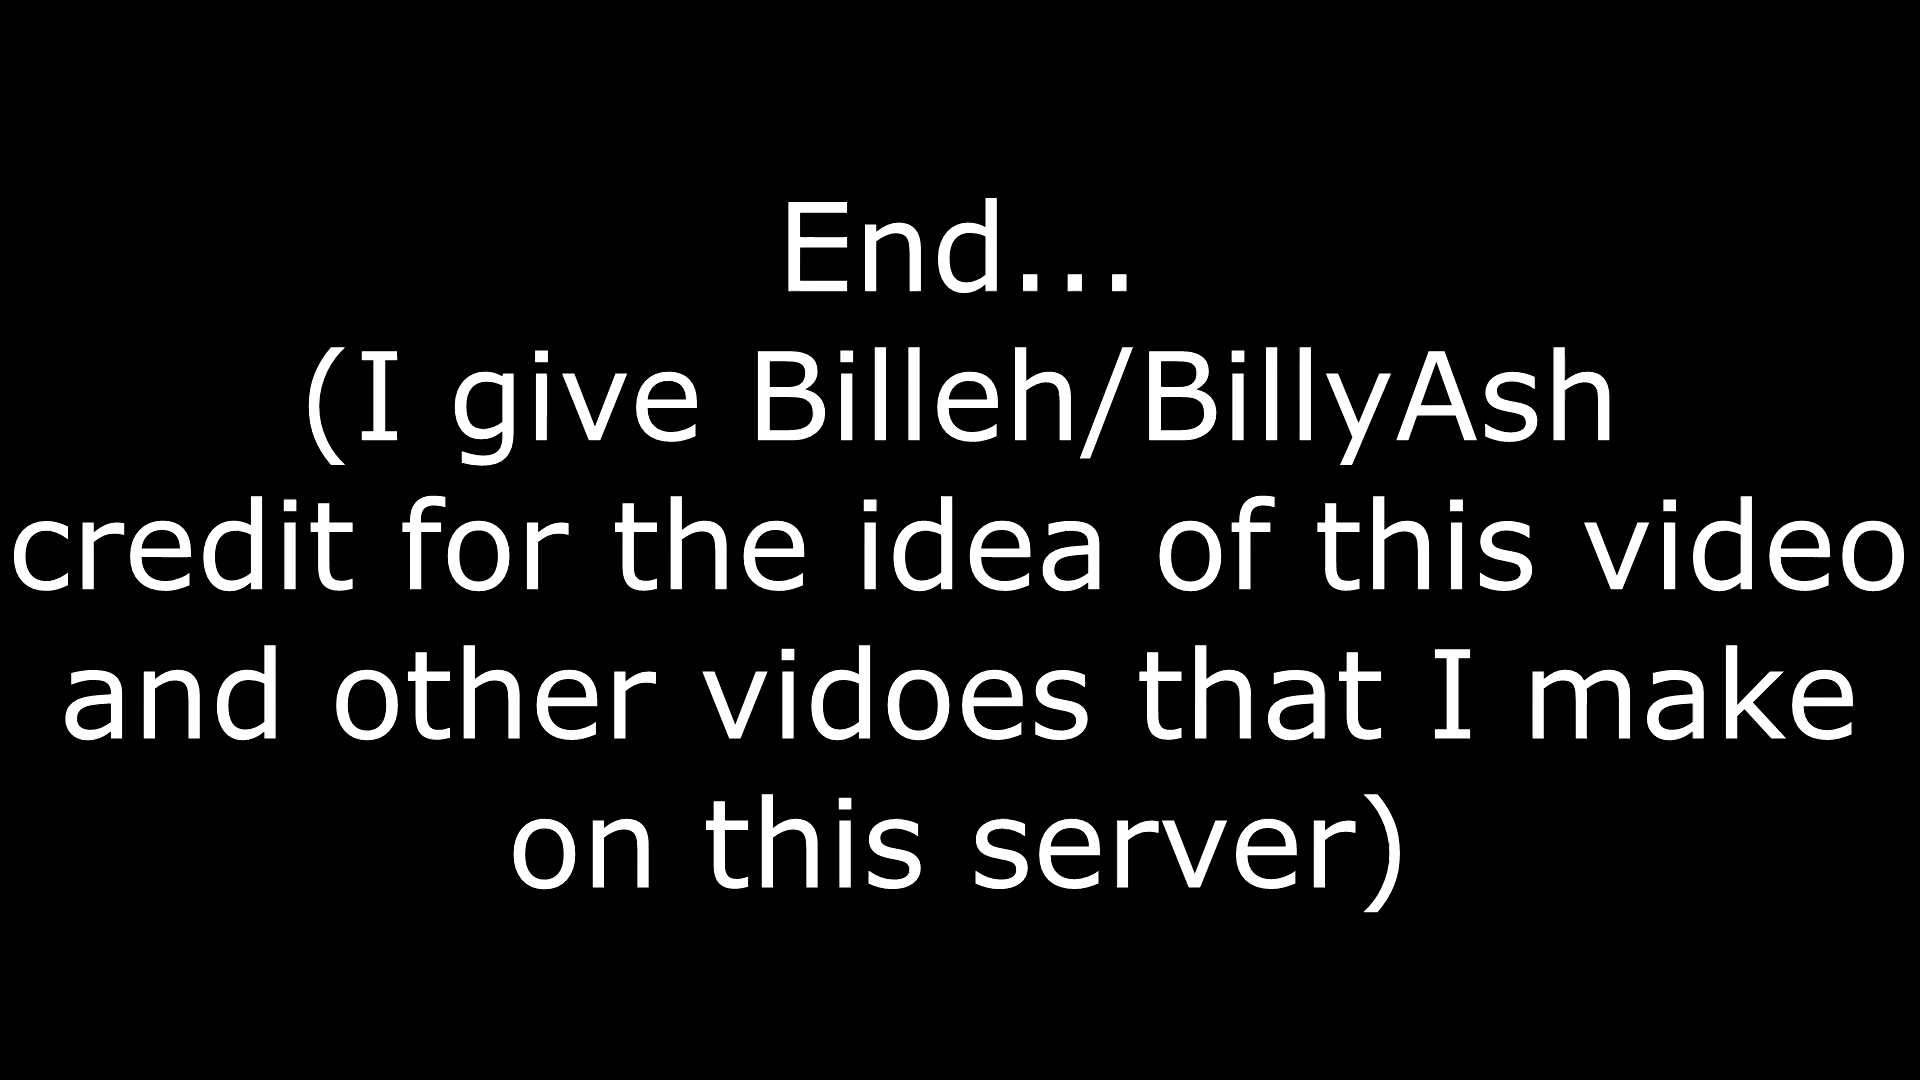 End...
(I give Billeh/BillyAsh
credit for the idea of this video
and other vidoes that I make
on this server)